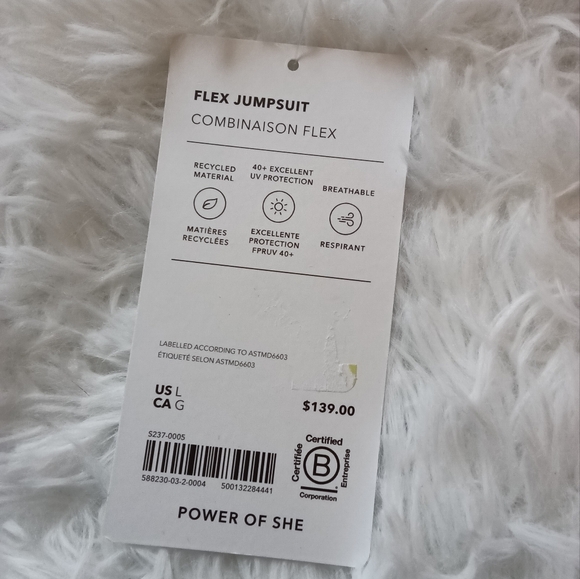 FLEX JUMPSUIT
COMBINAISON FLEX
RECYCLED
MATERIAL
MATIÈRES
RECYCLÉES
40+ EXCELLENT
UV PROTECTION
EXCELLENTE
PROTECTION
FPRUV 40+
BREATHABLE
RESPIRANT
LABELLED ACCORDING TO ASTMD6603
ÉTIQUETÉ SELON ASTMD6603
US L
CA G
$139.00
S237-0005
588230-03-2-0004 500132284441
Certified
Certifiée
B
Entreprise
Corporation
POWER OF SHE